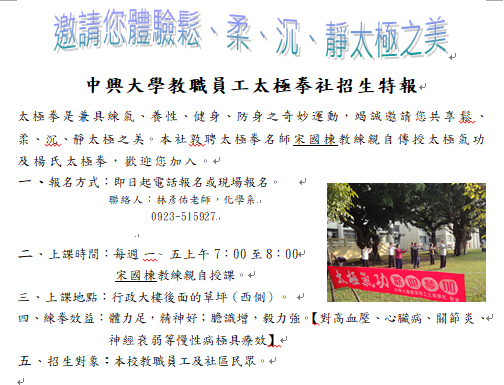 邀請您體驗鬆、柔、沉、靜太極之美
中興大學教職員工太極拳社招生特報
太極拳是兼具練氣、養性、健身、防身之奇妙運動，竭誠邀請您共享鬆、
柔、沉、靜太極之美。本社敦聘太極拳名師宋國棟教練親自傳授太極氣功
及楊氏太極拳，歡迎您加入。
一、報名方式：即日起電話報名或現場報名。
聯絡人：林彥佑老師，化學系
0923-515927
二、上課時間：每週 一~ 五上午 7：00 至 8：00
宋國棟教練親自授課。
三、上課地點：行政大樓後面的草坪（西側）。
四、練拳效益：體力足，精神好；膽識增，毅力強。【對高血壓、心臟病、關節炎、
神經衰弱等慢性病極具療效】
五、招生對象：本校教職員工及社區民眾。
太極氣功
歡迎參加